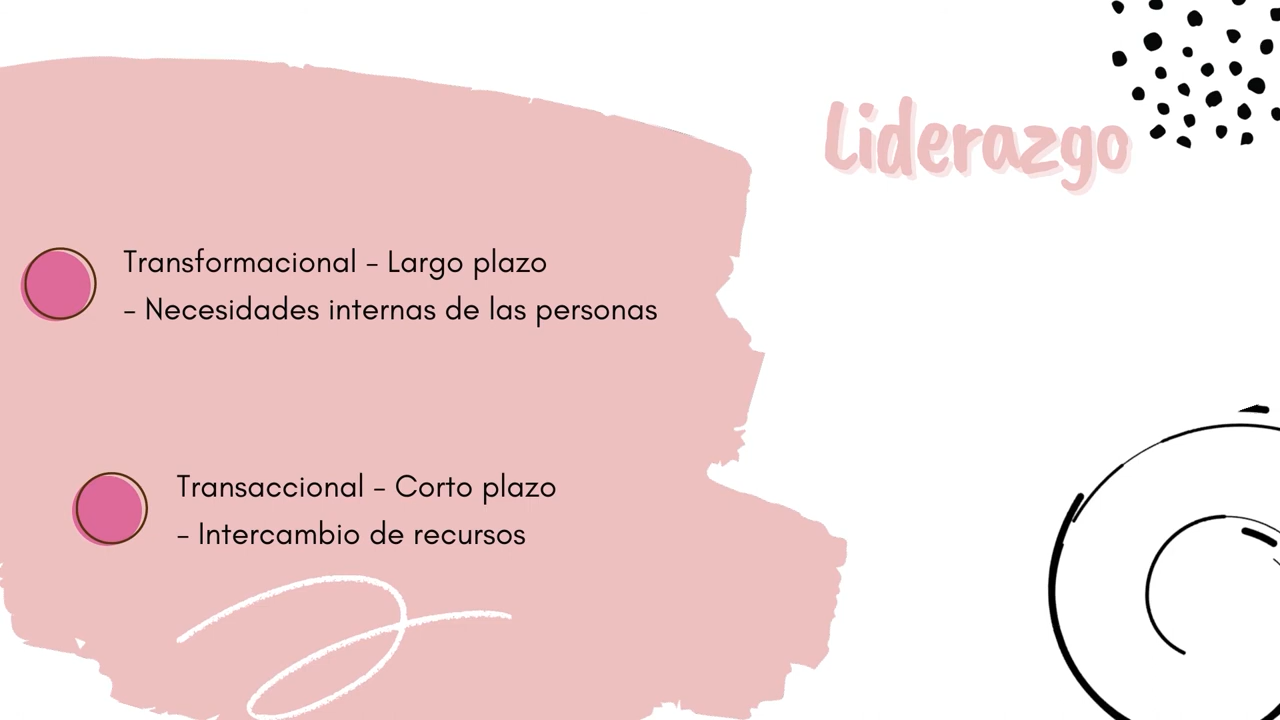 Liderazgo
Transformacional - Largo plazo
- Necesidades internas de las personas
Transaccional - Corto plazo
- Intercambio de recursos